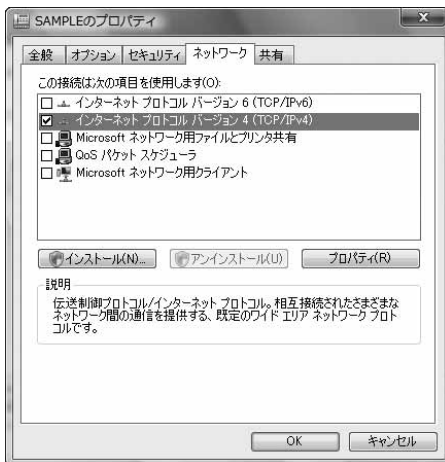 SAMPLEのプロパティ
全般 オプション セキュリティ ネットワーク 共有
この接続は次の項目を使用します(O):
インターネット プロトコル バージョン 6 (TCP/IPv6)
インターネット プロトコル バージョン 4 (TCP/IPv4)
Microsoft ネットワーク用ファイルとプリンタ共有
QoS パケット スケジューラ
Microsoft ネットワーク用クライアント
インストール(N)... アンインストール(U) プロパティ(R)
説明
伝送制御プロトコル/インターネット プロトコル。相互接続されたさまざまな
ネットワーク間の通信を提供する、既定のワイド エリア ネットワーク プロト
コルです。
OK キャンセル